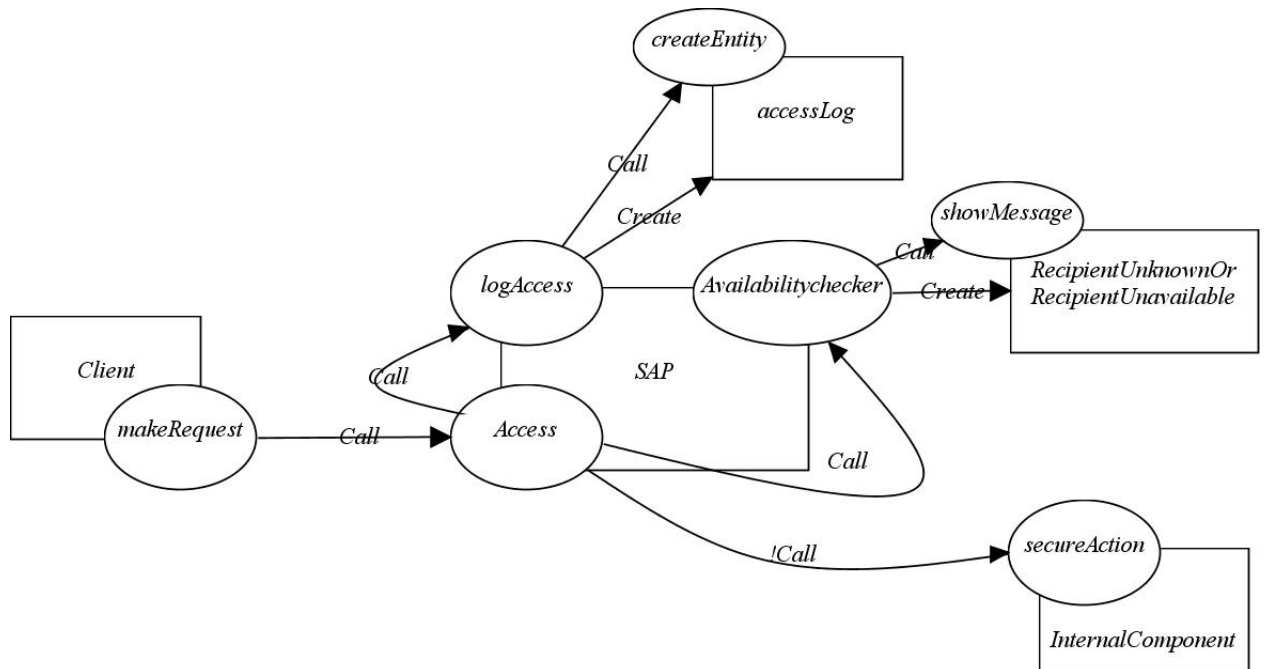 createEntity
accessLog
Call
Create
showMessage
Call
RecipientUnknownOr
RecipientUnavailable
Create
logAccess
Availabilitychecker
Client
Call
SAP
makeRequest
Call
Access
Call
!Call
secureAction
InternalComponent